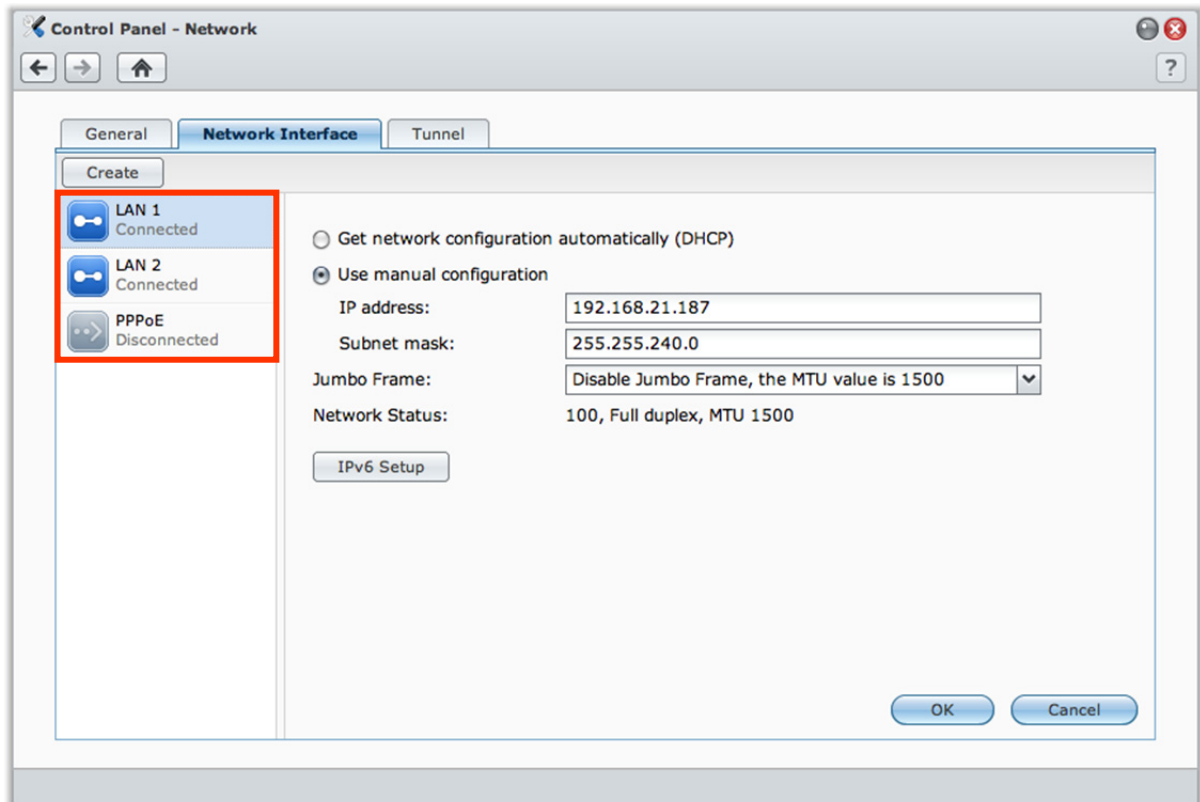 Control Panel - Network
?
General Network Interface Tunnel
Create
LAN 1
Connected
LAN 2
Connected
PPPoE
Disconnected
Get network configuration automatically (DHCP)
Use manual configuration
IP address: 192.168.21.187
Subnet mask: 255.255.240.0
Jumbo Frame: Disable Jumbo Frame, the MTU value is 1500
Network Status: 100, Full duplex, MTU 1500
IPv6 Setup
OK Cancel